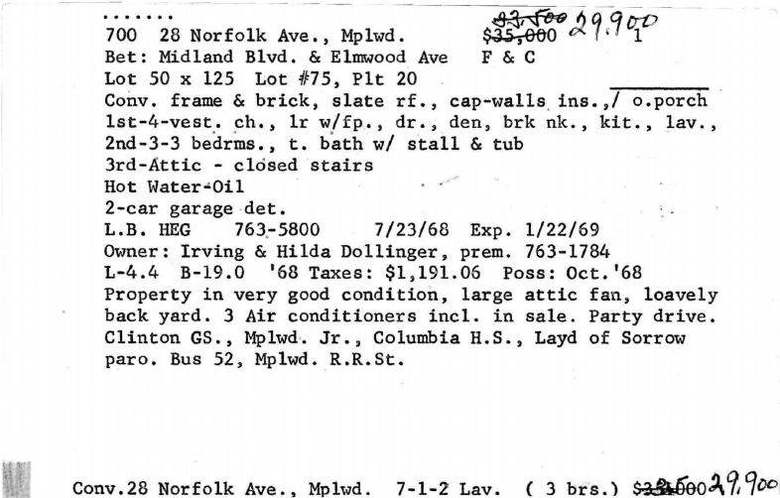 .......
33,500 29,900
700 28 Norfolk Ave., Mplwd. $35,000 1
Bet: Midland Blvd. & Elmwood Ave F & C
Lot 50 x 125 Lot #75, Plt 20
Conv. frame & brick, slate rf., cap-walls ins.,/ o.porch
1st-4-vest. ch., lr w/fp., dr., den, brk nk., kit., lav.,
2nd-3-3 bedrms., t. bath w/ stall & tub
3rd-Attic - closed stairs
Hot Water-Oil
2-car garage det.
L.B. HEG 763-5800 7/23/68 Exp. 1/22/69
Owner: Irving & Hilda Dollinger, prem. 763-1784
L-4.4 B-19.0 '68 Taxes: $1,191.06 Poss: Oct.'68
Property in very good condition, large attic fan, loavely
back yard. 3 Air conditioners incl. in sale. Party drive.
Clinton GS., Mplwd. Jr., Columbia H.S., Layd of Sorrow
paro. Bus 52, Mplwd. R.R.St.
Conv.28 Norfolk Ave., Mplwd. 7-1-2 Lav. ( 3 brs.) 29,900